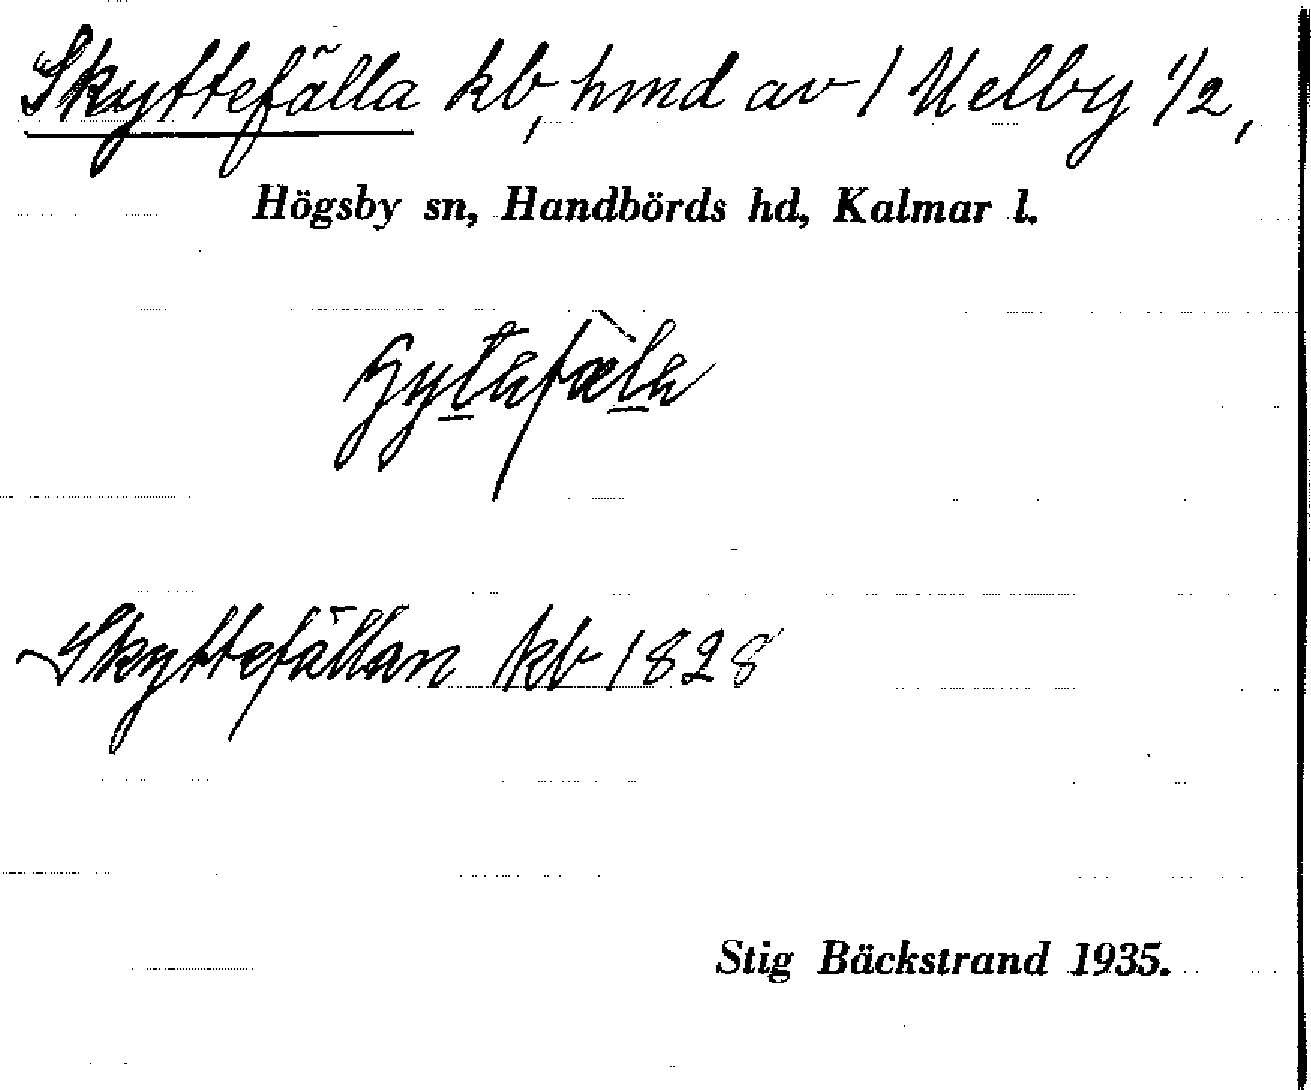 Skyttefälla kb, hmd av 1 Uelby 1/2,
Högsby sn, Handbörds hd, Kalmar l.
Skyttefällan kb 1828
Stig Bäckstrand 1935.